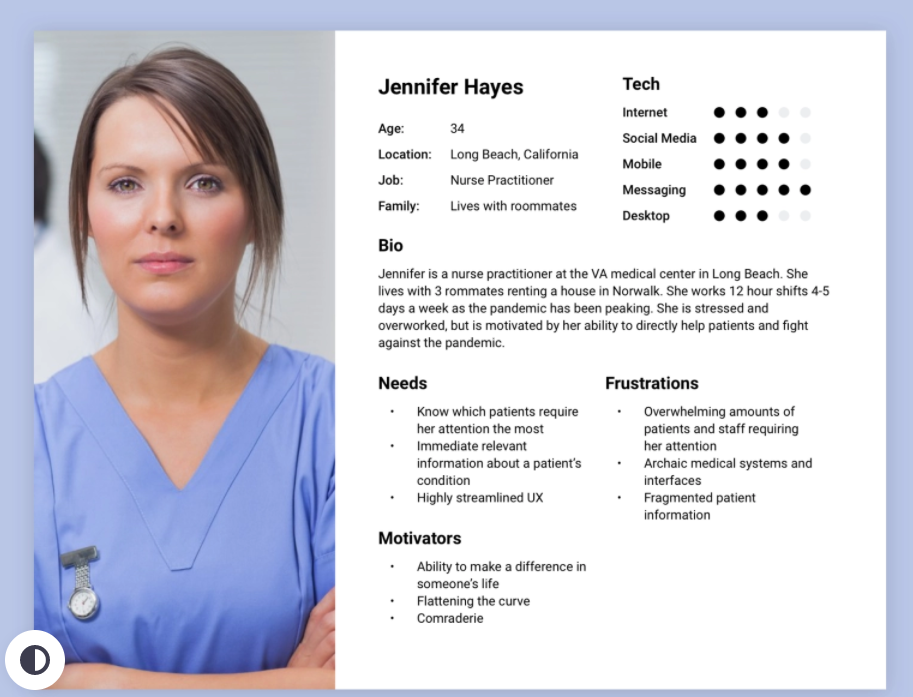 Jennifer Hayes
Age: 34
Location: Long Beach, California
Job: Nurse Practitioner
Family: Lives with roommates
Tech
Internet
Social Media
Mobile
Messaging
Desktop
Bio
Jennifer is a nurse practitioner at the VA medical center in Long Beach. She
lives with 3 rommates renting a house in Norwalk. She works 12 hour shifts 4-5
days a week as the pandemic has been peaking. She is stressed and
overworked, but is motivated by her ability to directly help patients and fight
against the pandemic.
Needs
• Know which patients require
her attention the most
• Immediate relevant
information about a patient's
condition
• Highly streamlined UX
Frustrations
• Overwhelming amounts of
patients and staff requiring
her attention
• Archaic medical systems and
interfaces
• Fragmented patient
information
Motivators
• Ability to make a difference in
someone's life
• Flattening the curve
• Comraderie